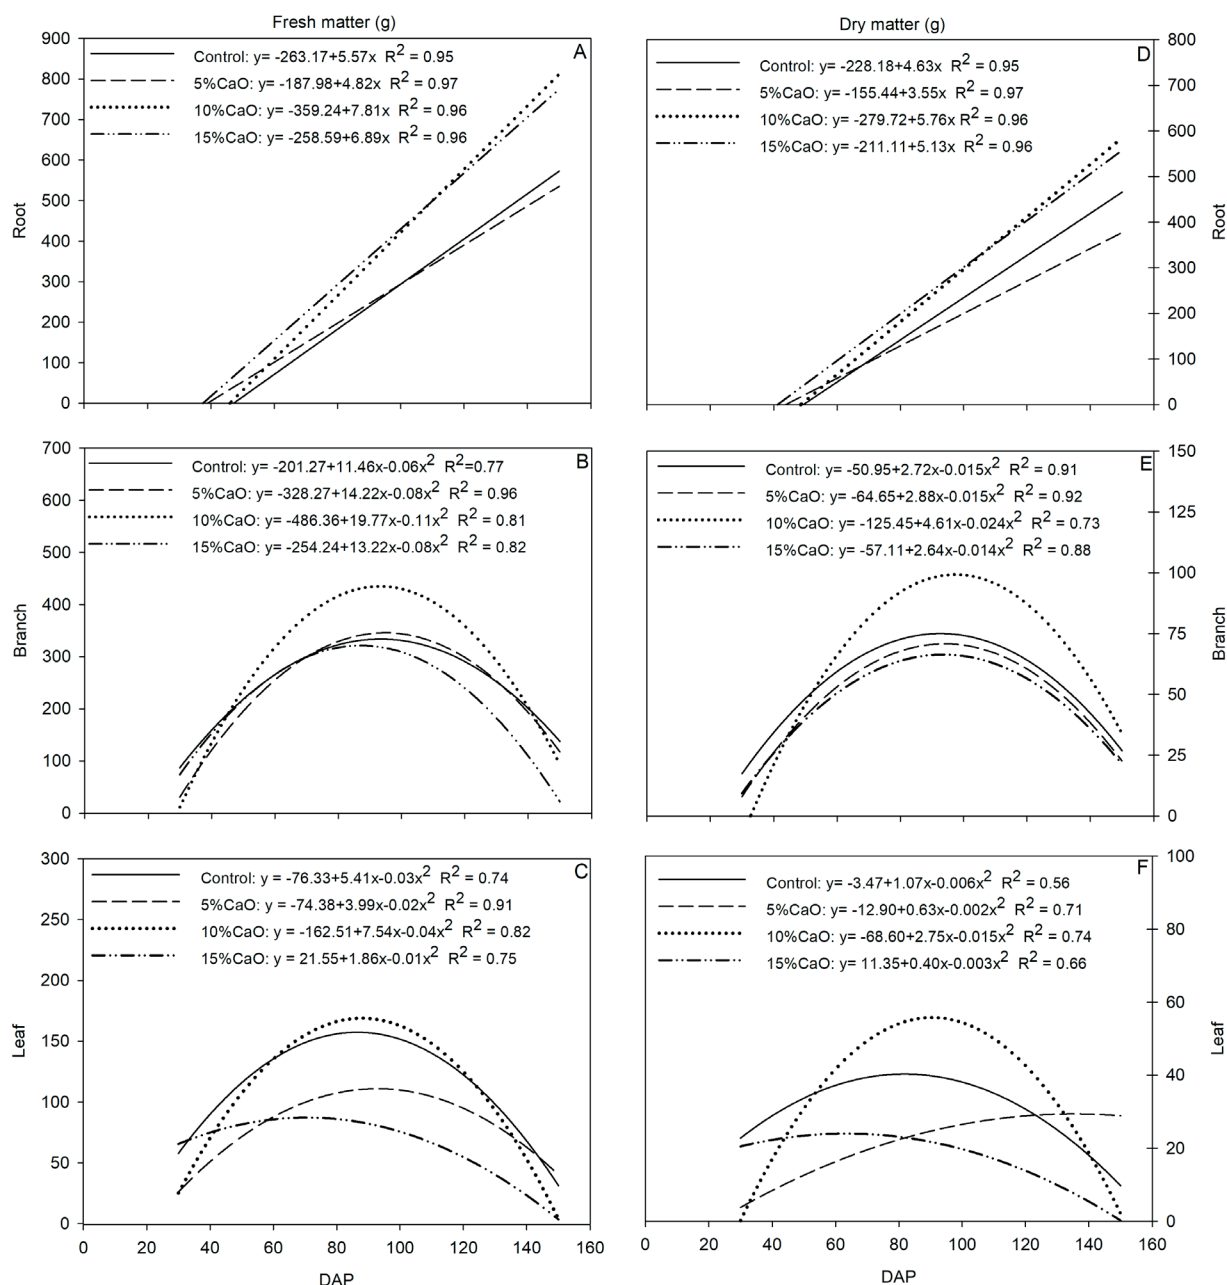 Fresh matter (g)
A
Control: y= -263.17+5.57x R² = 0.95
5%CaO: y= -187.98+4.82x R² = 0.97
10%CaO: y= -359.24+7.81x R² = 0.96
15%CaO: y= -258.59+6.89x R² = 0.96
900
800
700
600
500
400
300
200
100
0
Root
Dry matter (g)
D
Control: y= -228.18+4.63x R² = 0.95
5%CaO: y= -155.44+3.55x R² = 0.97
10%CaO: y= -279.72+5.76x R² = 0.96
15%CaO: y= -211.11+5.13x R² = 0.96
800
700
600
500
400
300
200
100
0
Root
B
Control: y= -201.27+11.46x-0.06x² R²=0.77
5%CaO: y= -328.27+14.22x-0.08x² R² = 0.96
10%CaO: y= -486.36+19.77x-0.11x² R² = 0.81
15%CaO: y= -254.24+13.22x-0.08x² R² = 0.82
700
600
500
400
300
200
100
0
Branch
E
Control: y= -50.95+2.72x-0.015x² R² = 0.91
5%CaO: y= -64.65+2.88x-0.015x² R² = 0.92
10%CaO: y= -125.45+4.61x-0.024x² R² = 0.73
15%CaO: y= -57.11+2.64x-0.014x² R² = 0.88
150
125
100
75
50
25
0
Branch
C
Control: y = -76.33+5.41x-0.03x² R² = 0.74
5%CaO: y = -74.38+3.99x-0.02x² R² = 0.91
10%CaO: y = -162.51+7.54x-0.04x² R² = 0.82
15%CaO: y = 21.55+1.86x-0.01x² R² = 0.75
300
250
200
150
100
50
0
Leaf
0 20 40 60 80 100 120 140 160
DAP
F
Control: y= -3.47+1.07x-0.006x² R² = 0.56
5%CaO: y= -12.90+0.63x-0.002x² R² = 0.71
10%CaO: y= -68.60+2.75x-0.015x² R² = 0.74
15%CaO: y= 11.35+0.40x-0.003x² R² = 0.66
100
80
60
40
20
0
Leaf
0 20 40 60 80 100 120 140 160
DAP